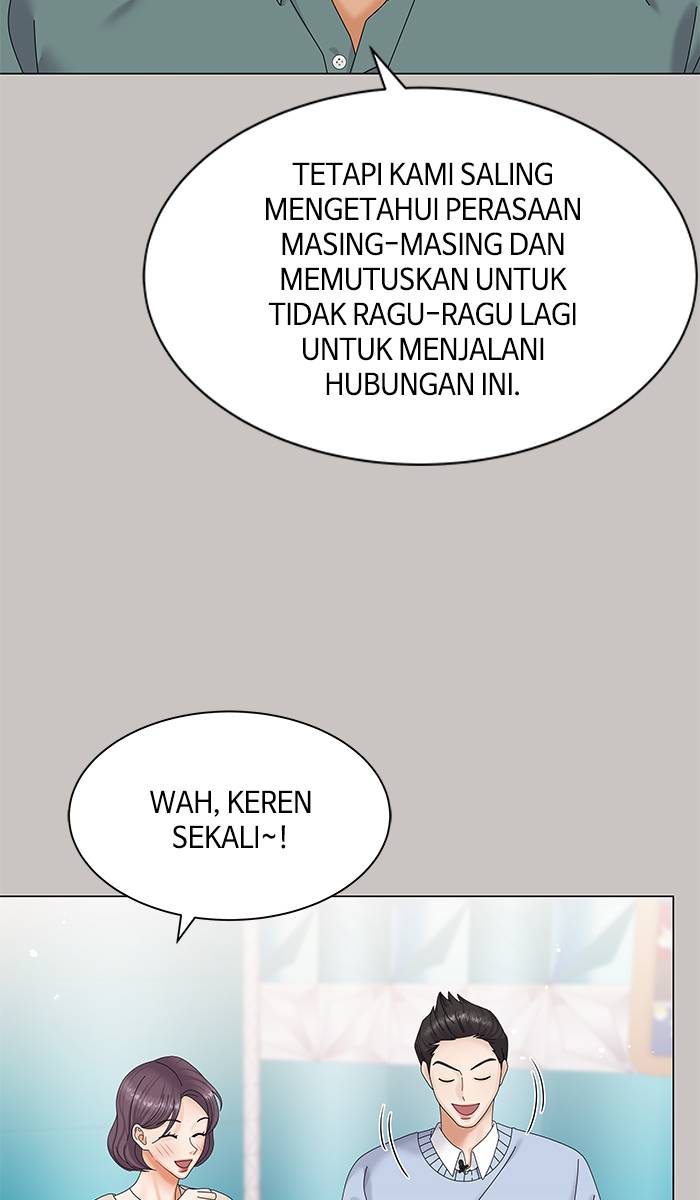 TETAPI KAMI SALING
MENGETAHUI PERASAAN
MASING-MASING DAN
MEMUTUSKAN UNTUK
TIDAK RAGU-RAGU LAGI
UNTUK MENJALANI
HUBUNGAN INI.
WAH, KEREN
SEKALI~!